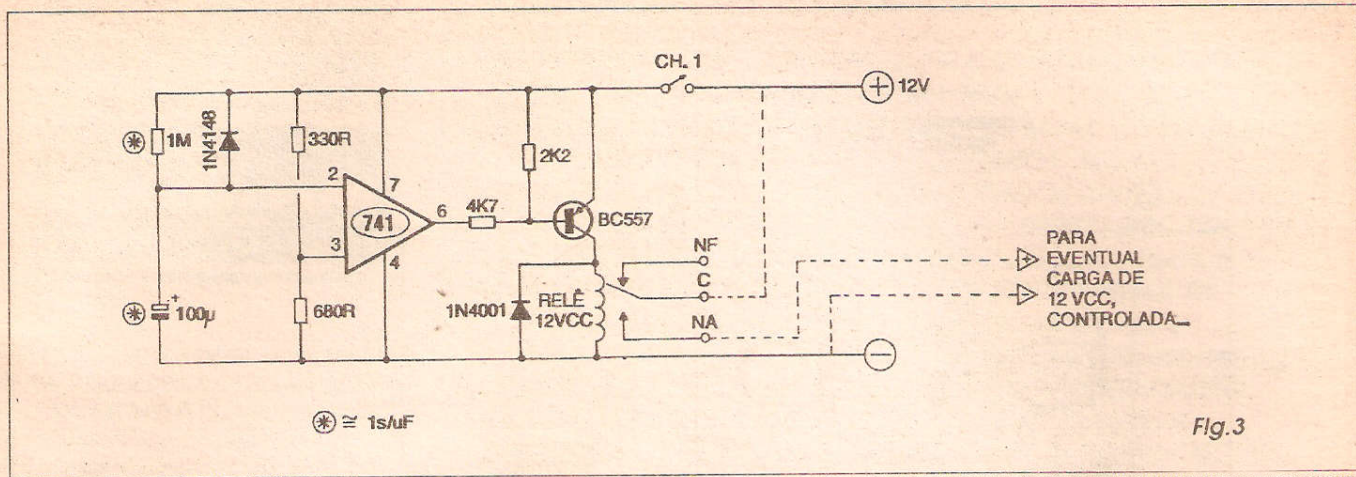 CH. 1
12V
1M
1N4148
330R
2K2
2
7
741
6
4K7
BC557
3
4
NF
C
NA
100µ
680R
1N4001
RELÊ
12VCC
PARA
EVENTUAL
CARGA DE
12 VCC,
CONTROLADA...
≅ 1s/uF
Fig.3